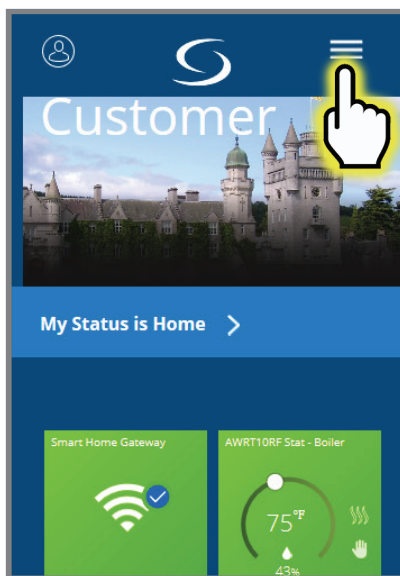 Customer
My Status is Home
Smart Home Gateway
AWRT10RF Stat - Boiler
75°F
43%